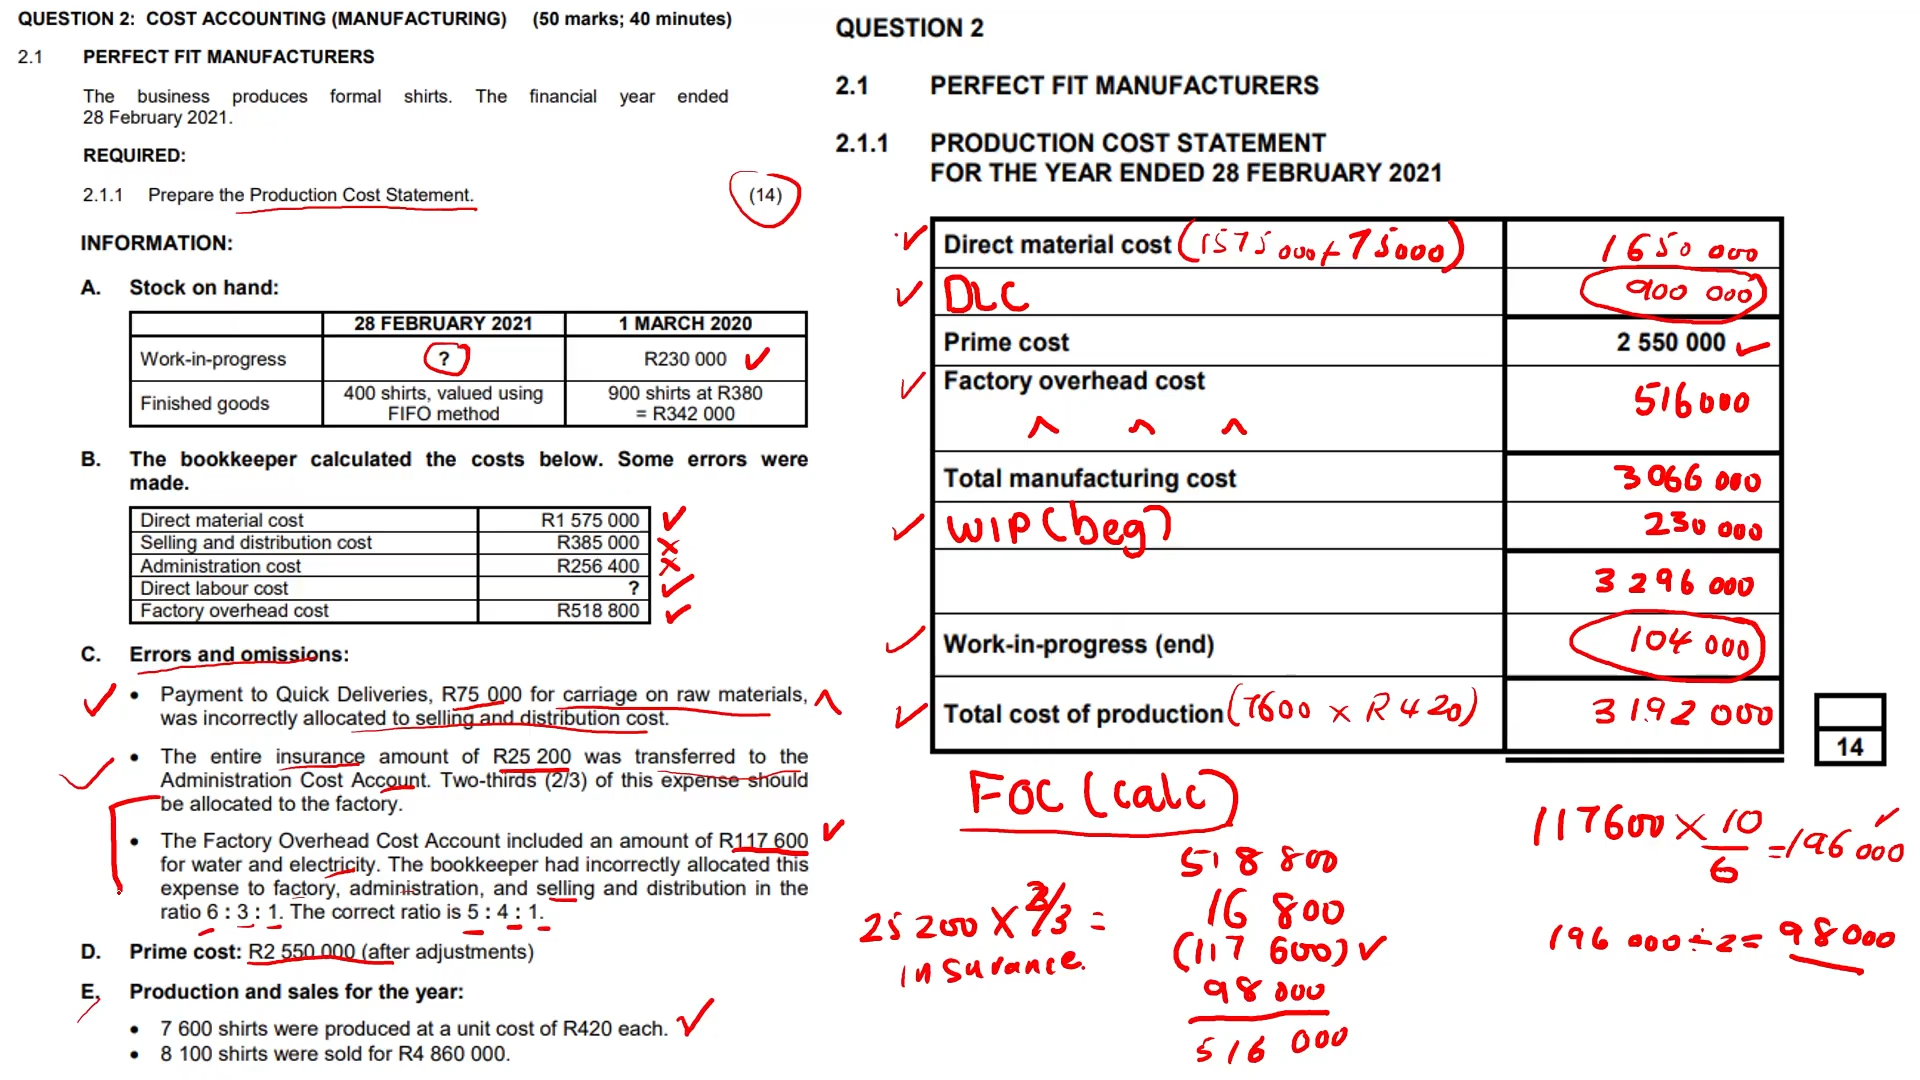 QUESTION 2: COST ACCOUNTING (MANUFACTURING) (50 marks; 40 minutes)
2.1 PERFECT FIT MANUFACTURERS
The business produces formal shirts. The financial year ended
28 February 2021.
REQUIRED:
2.1.1 Prepare the Production Cost Statement. (14)
INFORMATION:
A. Stock on hand:
28 FEBRUARY 2021 1 MARCH 2020
Work-in-progress ? R230 000
Finished goods 400 shirts, valued using FIFO method 900 shirts at R380 = R342 000
B. The bookkeeper calculated the costs below. Some errors were
made.
Direct material cost R1 575 000
Selling and distribution cost R385 000
Administration cost R256 400
Direct labour cost ?
Factory overhead cost R518 800
C. Errors and omissions:
• Payment to Quick Deliveries, R75 000 for carriage on raw materials,
was incorrectly allocated to selling and distribution cost.
• The entire insurance amount of R25 200 was transferred to the
Administration Cost Account. Two-thirds (2/3) of this expense should
be allocated to the factory.
• The Factory Overhead Cost Account included an amount of R117 600
for water and electricity. The bookkeeper had incorrectly allocated this
expense to factory, administration, and selling and distribution in the
ratio 6 : 3 : 1. The correct ratio is 5 : 4 : 1.
D. Prime cost: R2 550 000 (after adjustments)
E. Production and sales for the year:
• 7 600 shirts were produced at a unit cost of R420 each.
• 8 100 shirts were sold for R4 860 000.
QUESTION 2
2.1 PERFECT FIT MANUFACTURERS
2.1.1 PRODUCTION COST STATEMENT
FOR THE YEAR ENDED 28 FEBRUARY 2021
Direct material cost (1575 000 + 75000) 1 650 000
DLC 900 000
Prime cost 2 550 000
Factory overhead cost 516 000
Total manufacturing cost 3 066 000
WIP (beg) 230 000
3 296 000
Work-in-progress (end) 104 000
Total cost of production (7600 x R420) 3 192 000
14
FOC (calc)
518 800
16 800
(117 600)
98 000
516 000
25 200 x 2/3 =
insurance.
117600 x 10/6 = 196 000
196 000 ÷ 2 = 98000